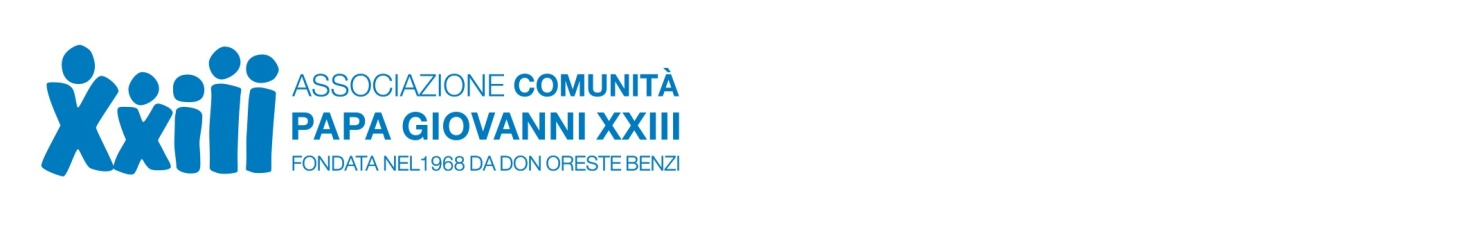 xxiii
ASSOCIAZIONE COMUNITÀ
PAPA GIOVANNI XXIII
FONDATA NEL1968 DA DON ORESTE BENZI